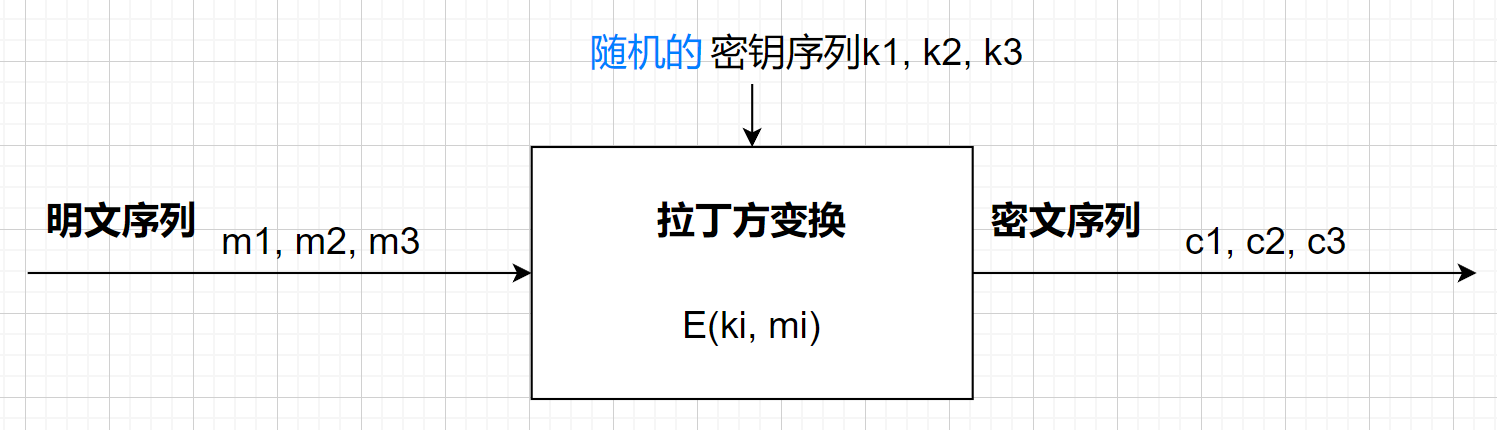 随机的 密钥序列k1, k2, k3
明文序列 m1, m2, m3
拉丁方变换
E(ki, mi)
密文序列 c1, c2, c3